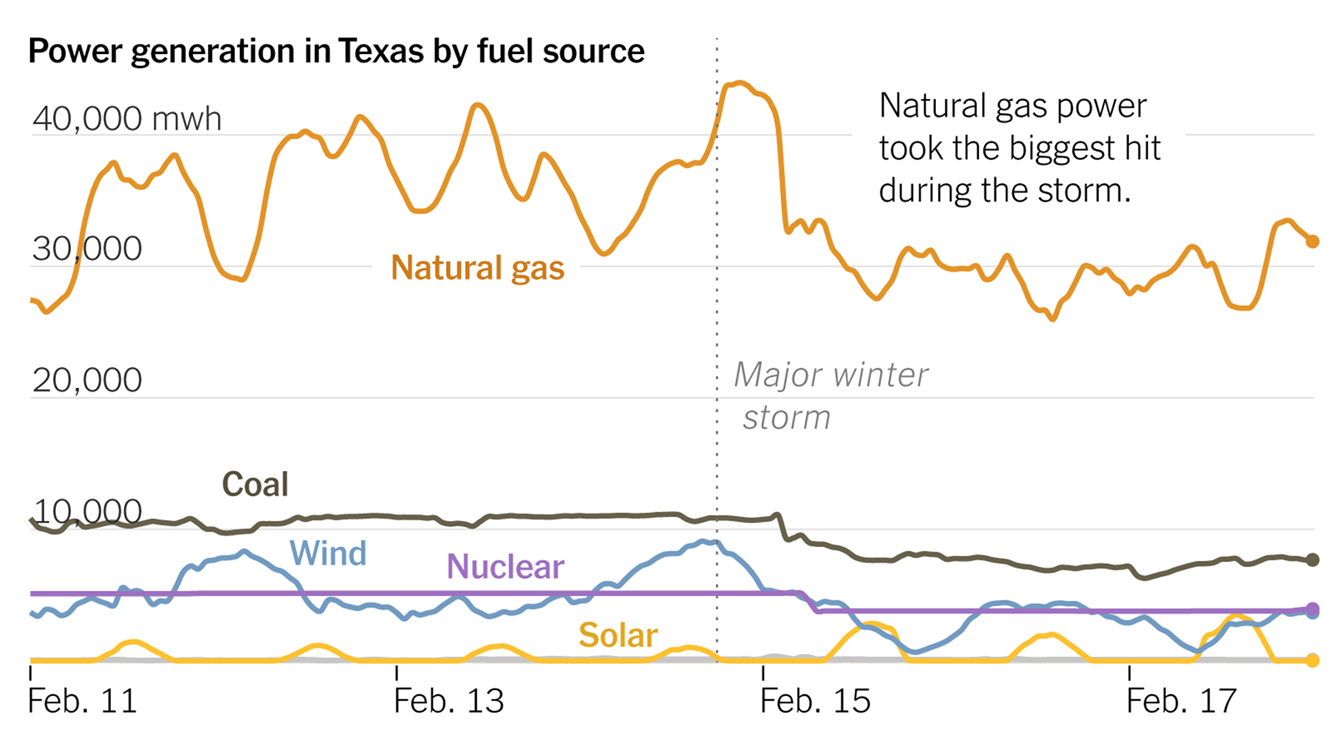 Power generation in Texas by fuel source
40,000 mwh
Natural gas power
took the biggest hit
during the storm.
30,000
Natural gas
20,000
Major winter
storm
Coal
10,000
Wind
Nuclear
Solar
Feb. 11
Feb. 13
Feb. 15
Feb. 17